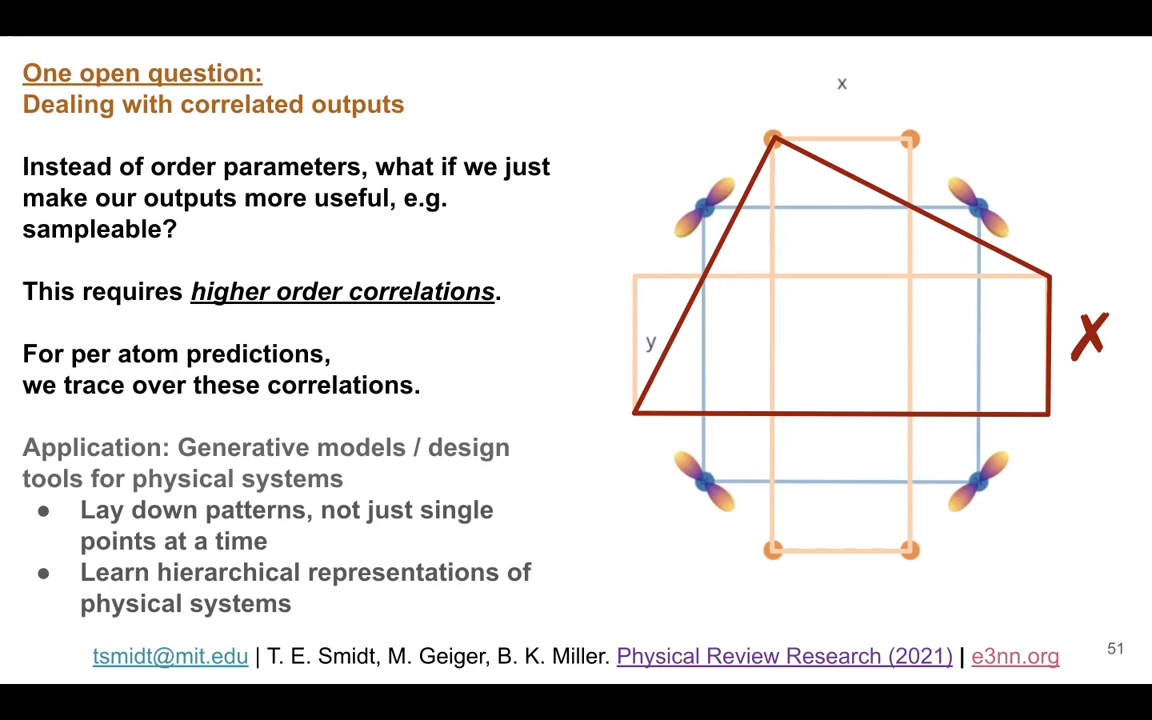 One open question:
Dealing with correlated outputs
Instead of order parameters, what if we just
make our outputs more useful, e.g.
sampleable?
This requires higher order correlations.
For per atom predictions,
we trace over these correlations.
Application: Generative models / design
tools for physical systems
● Lay down patterns, not just single
points at a time
● Learn hierarchical representations of
physical systems
x
y
✗
tsmidt@mit.edu | T. E. Smidt, M. Geiger, B. K. Miller. Physical Review Research (2021) | e3nn.org
51